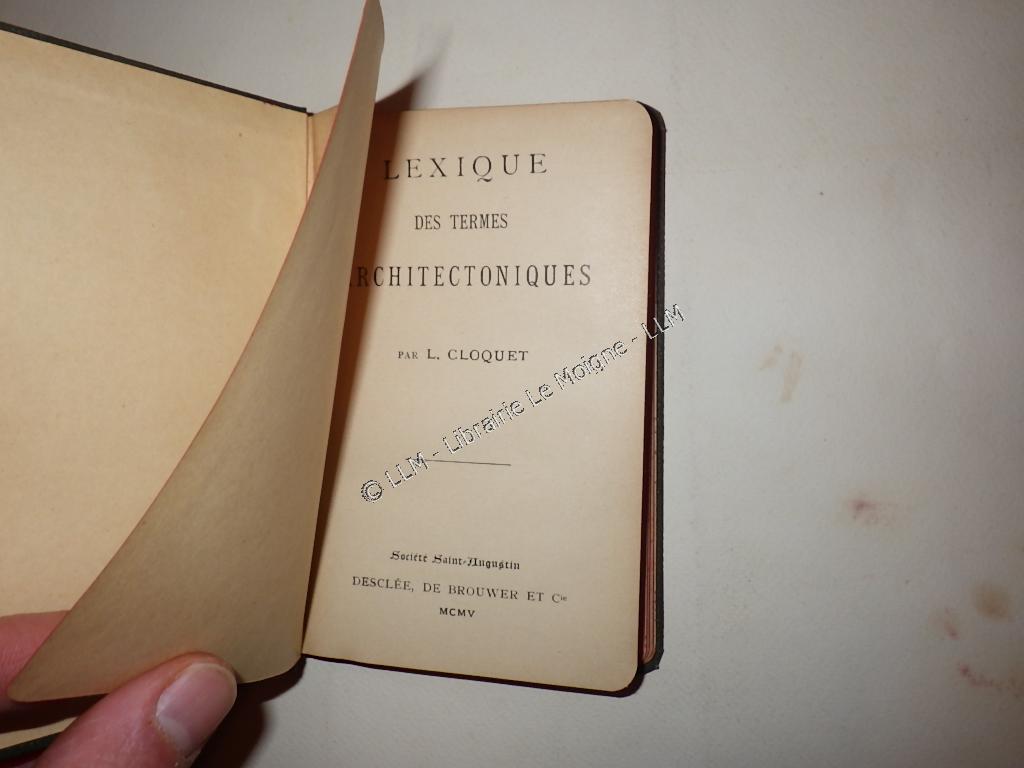 LEXIQUE
DES TERMES
ARCHITECTONIQUES
PAR L. CLOQUET
© LLM - Librairie Le Moigne - LLM
Société Saint-Augustin
DESCLÉE, DE BROUWER ET Cie
MCMV